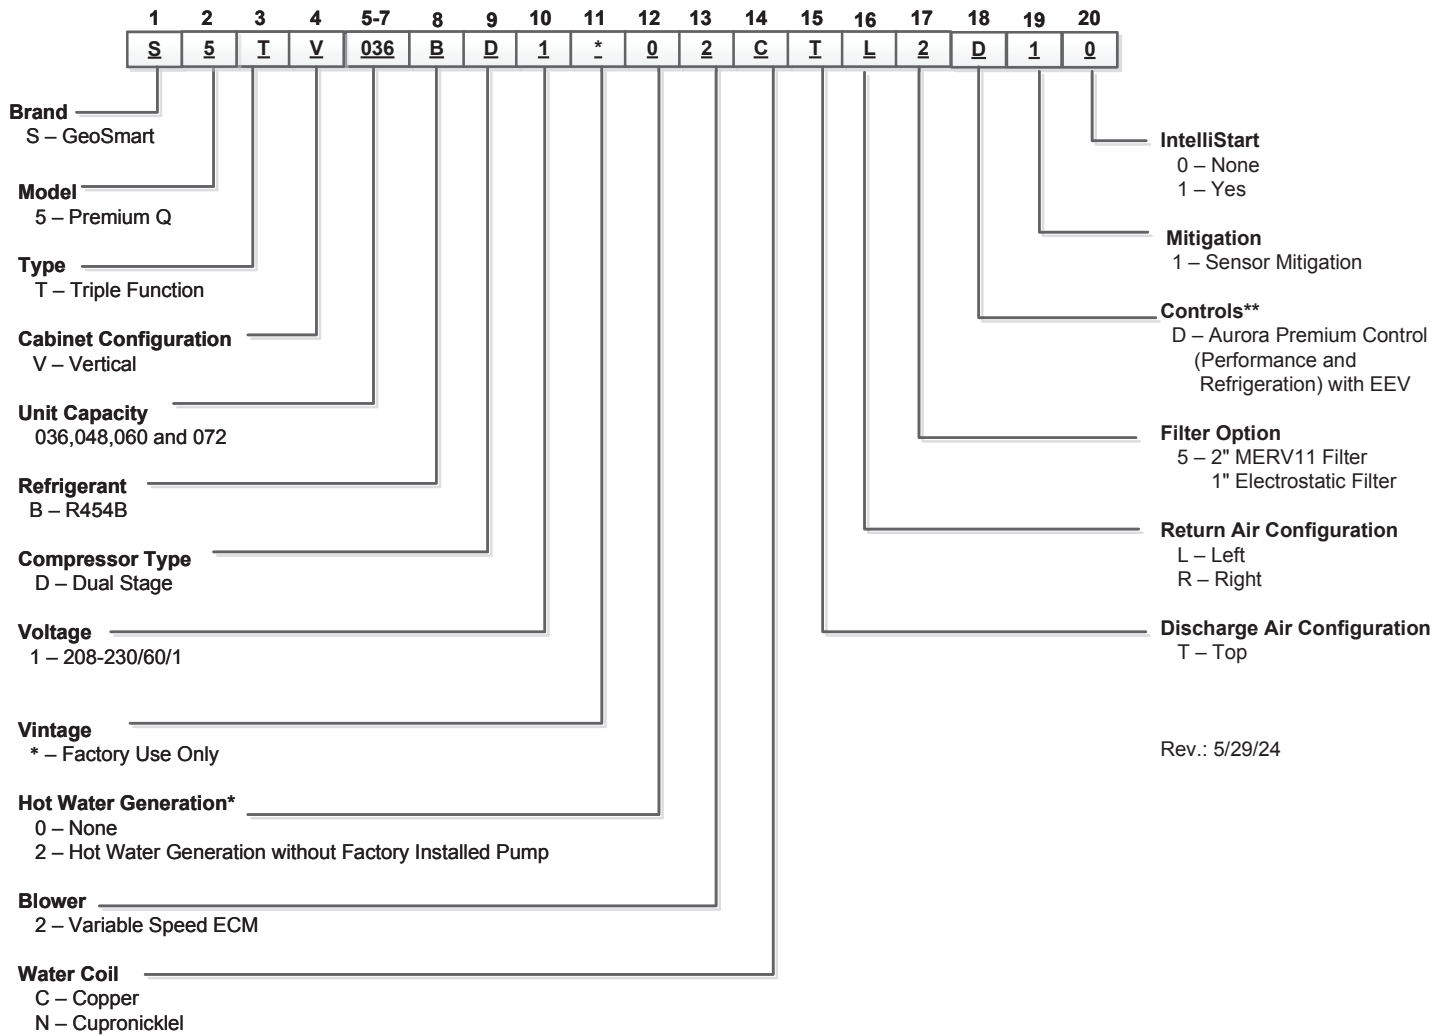 1 2 3 4 5-7 8 9 10 11 12 13 14 15 16 17 18 19 20
S 5 T V 036 B D 1 * 0 2 C T L 2 D 1 0
Brand
S – GeoSmart
Model
5 – Premium Q
Type
T – Triple Function
Cabinet Configuration
V – Vertical
Unit Capacity
036,048,060 and 072
Refrigerant
B – R454B
Compressor Type
D – Dual Stage
Voltage
1 – 208-230/60/1
Vintage
* – Factory Use Only
Hot Water Generation*
0 – None
2 – Hot Water Generation without Factory Installed Pump
Blower
2 – Variable Speed ECM
Water Coil
C – Copper
N – Cupronicklel
IntelliStart
0 – None
1 – Yes
Mitigation
1 – Sensor Mitigation
Controls**
D – Aurora Premium Control
(Performance and
Refrigeration) with EEV
Filter Option
5 – 2" MERV11 Filter
1" Electrostatic Filter
Return Air Configuration
L – Left
R – Right
Discharge Air Configuration
T – Top
Rev.: 5/29/24